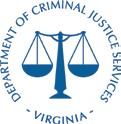 DEPARTMENT OF CRIMINAL JUSTICE SERVICES
- VIRGINIA -